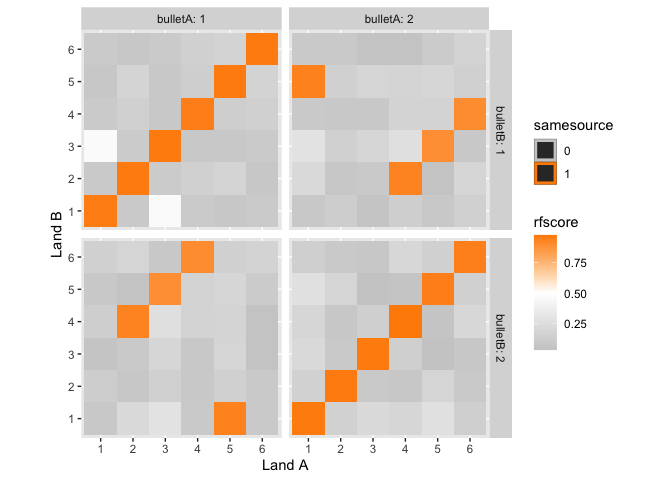 bulletA: 1
bulletA: 2
6
5
4
3
2
1
bulletB: 1
6
5
4
3
2
1
bulletB: 2
1 2 3 4 5 6
1 2 3 4 5 6
Land A
Land B
samesource
0
1
rfscore
0.75
0.50
0.25